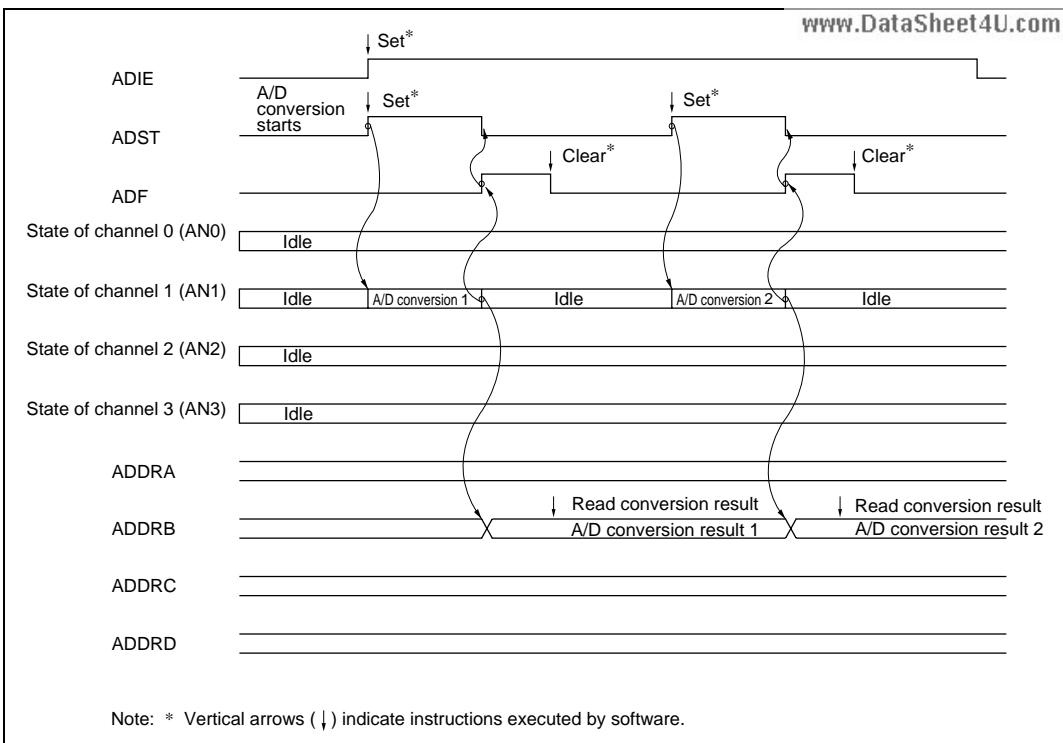 www.DataSheet4U.com
Set*
ADIE
A/D
conversion
starts
Set*
Set*
ADST
Clear*
Clear*
ADF
State of channel 0 (AN0)
Idle
State of channel 1 (AN1)
Idle
A/D conversion 1
Idle
A/D conversion 2
Idle
State of channel 2 (AN2)
Idle
State of channel 3 (AN3)
Idle
ADDRA
Read conversion result
Read conversion result
ADDRB
A/D conversion result 1
A/D conversion result 2
ADDRC
ADDRD
Note: * Vertical arrows (↓) indicate instructions executed by software.